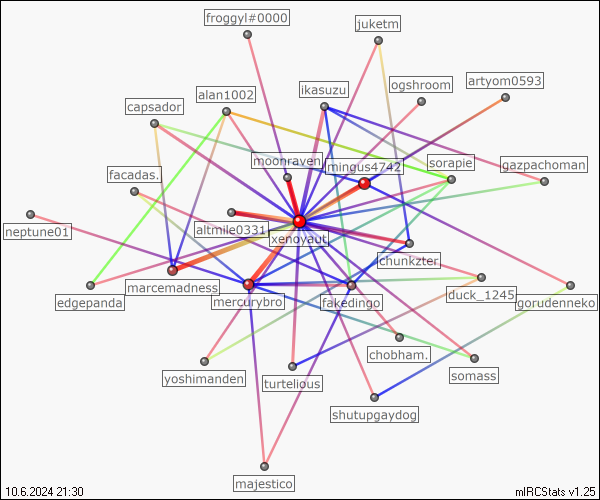 froggyl#0000
juketm
ikasuzu
ogshroom
artyom0593
alan1002
capsador
moonraven
mingus4742
sorapie
gazpachoman
facadas.
neptune01
altmile0331
xenoyaut
chunkzter
edgepanda
marcemadness
mercurybro
fakedingo
duck_1245
gorudenneko
chobham.
yoshimanden
turtelious
somass
shutupgaydog
majestico
10.6.2024 21:30
mIRCStats v1.25